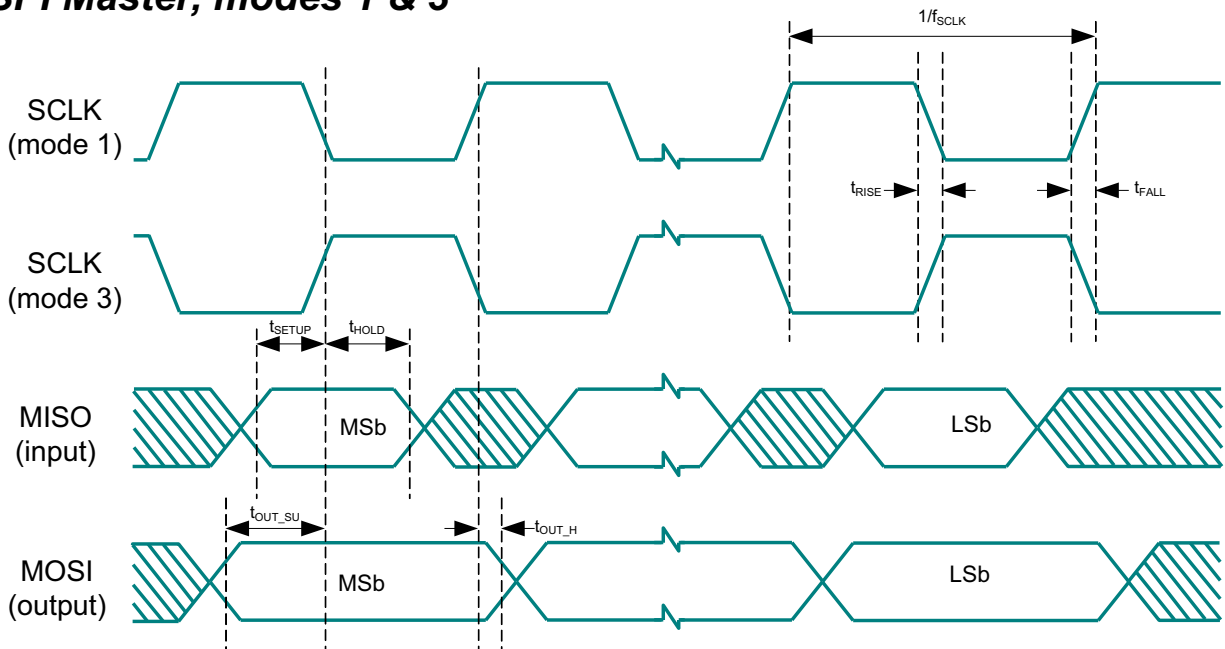 SPI Master, modes 1 & 3
1/fSCLK
SCLK
(mode 1)
tRISE
tFALL
SCLK
(mode 3)
tSETUP
tHOLD
MISO
(input)
MSb
LSb
tOUT_SU
tOUT_H
MOSI
(output)
MSb
LSb